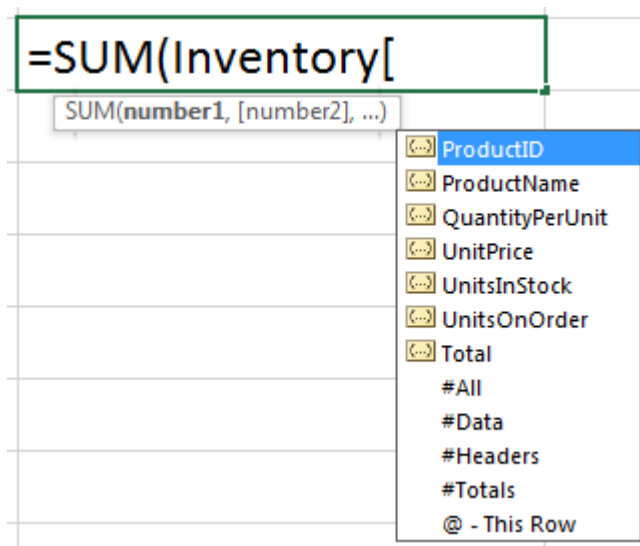 =SUM(Inventory[
SUM(number1, [number2], ...)
ProductID
ProductName
QuantityPerUnit
UnitPrice
UnitsInStock
UnitsOnOrder
Total
#All
#Data
#Headers
#Totals
@ - This Row